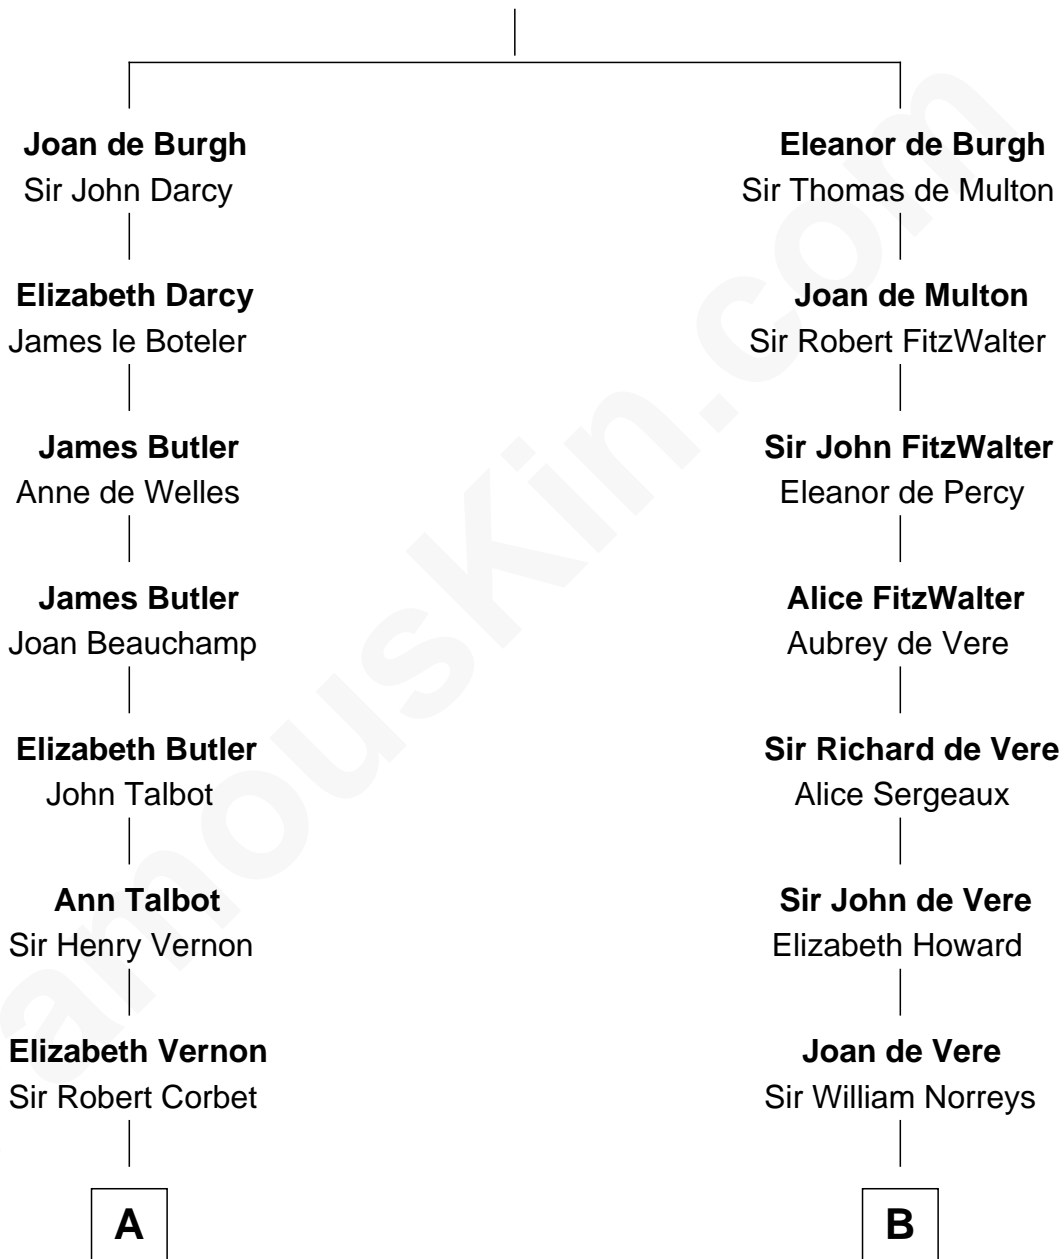 Joan de Burgh
Sir John Darcy
Elizabeth Darcy
James le Boteler
James Butler
Anne de Welles
James Butler
Joan Beauchamp
Elizabeth Butler
John Talbot
Ann Talbot
Sir Henry Vernon
Elizabeth Vernon
Sir Robert Corbet
A
Eleanor de Burgh
Sir Thomas de Multon
Joan de Multon
Sir Robert FitzWalter
Sir John FitzWalter
Eleanor de Percy
Alice FitzWalter
Aubrey de Vere
Sir Richard de Vere
Alice Sergeaux
Sir John de Vere
Elizabeth Howard
Joan de Vere
Sir William Norreys
B
amouskin.com